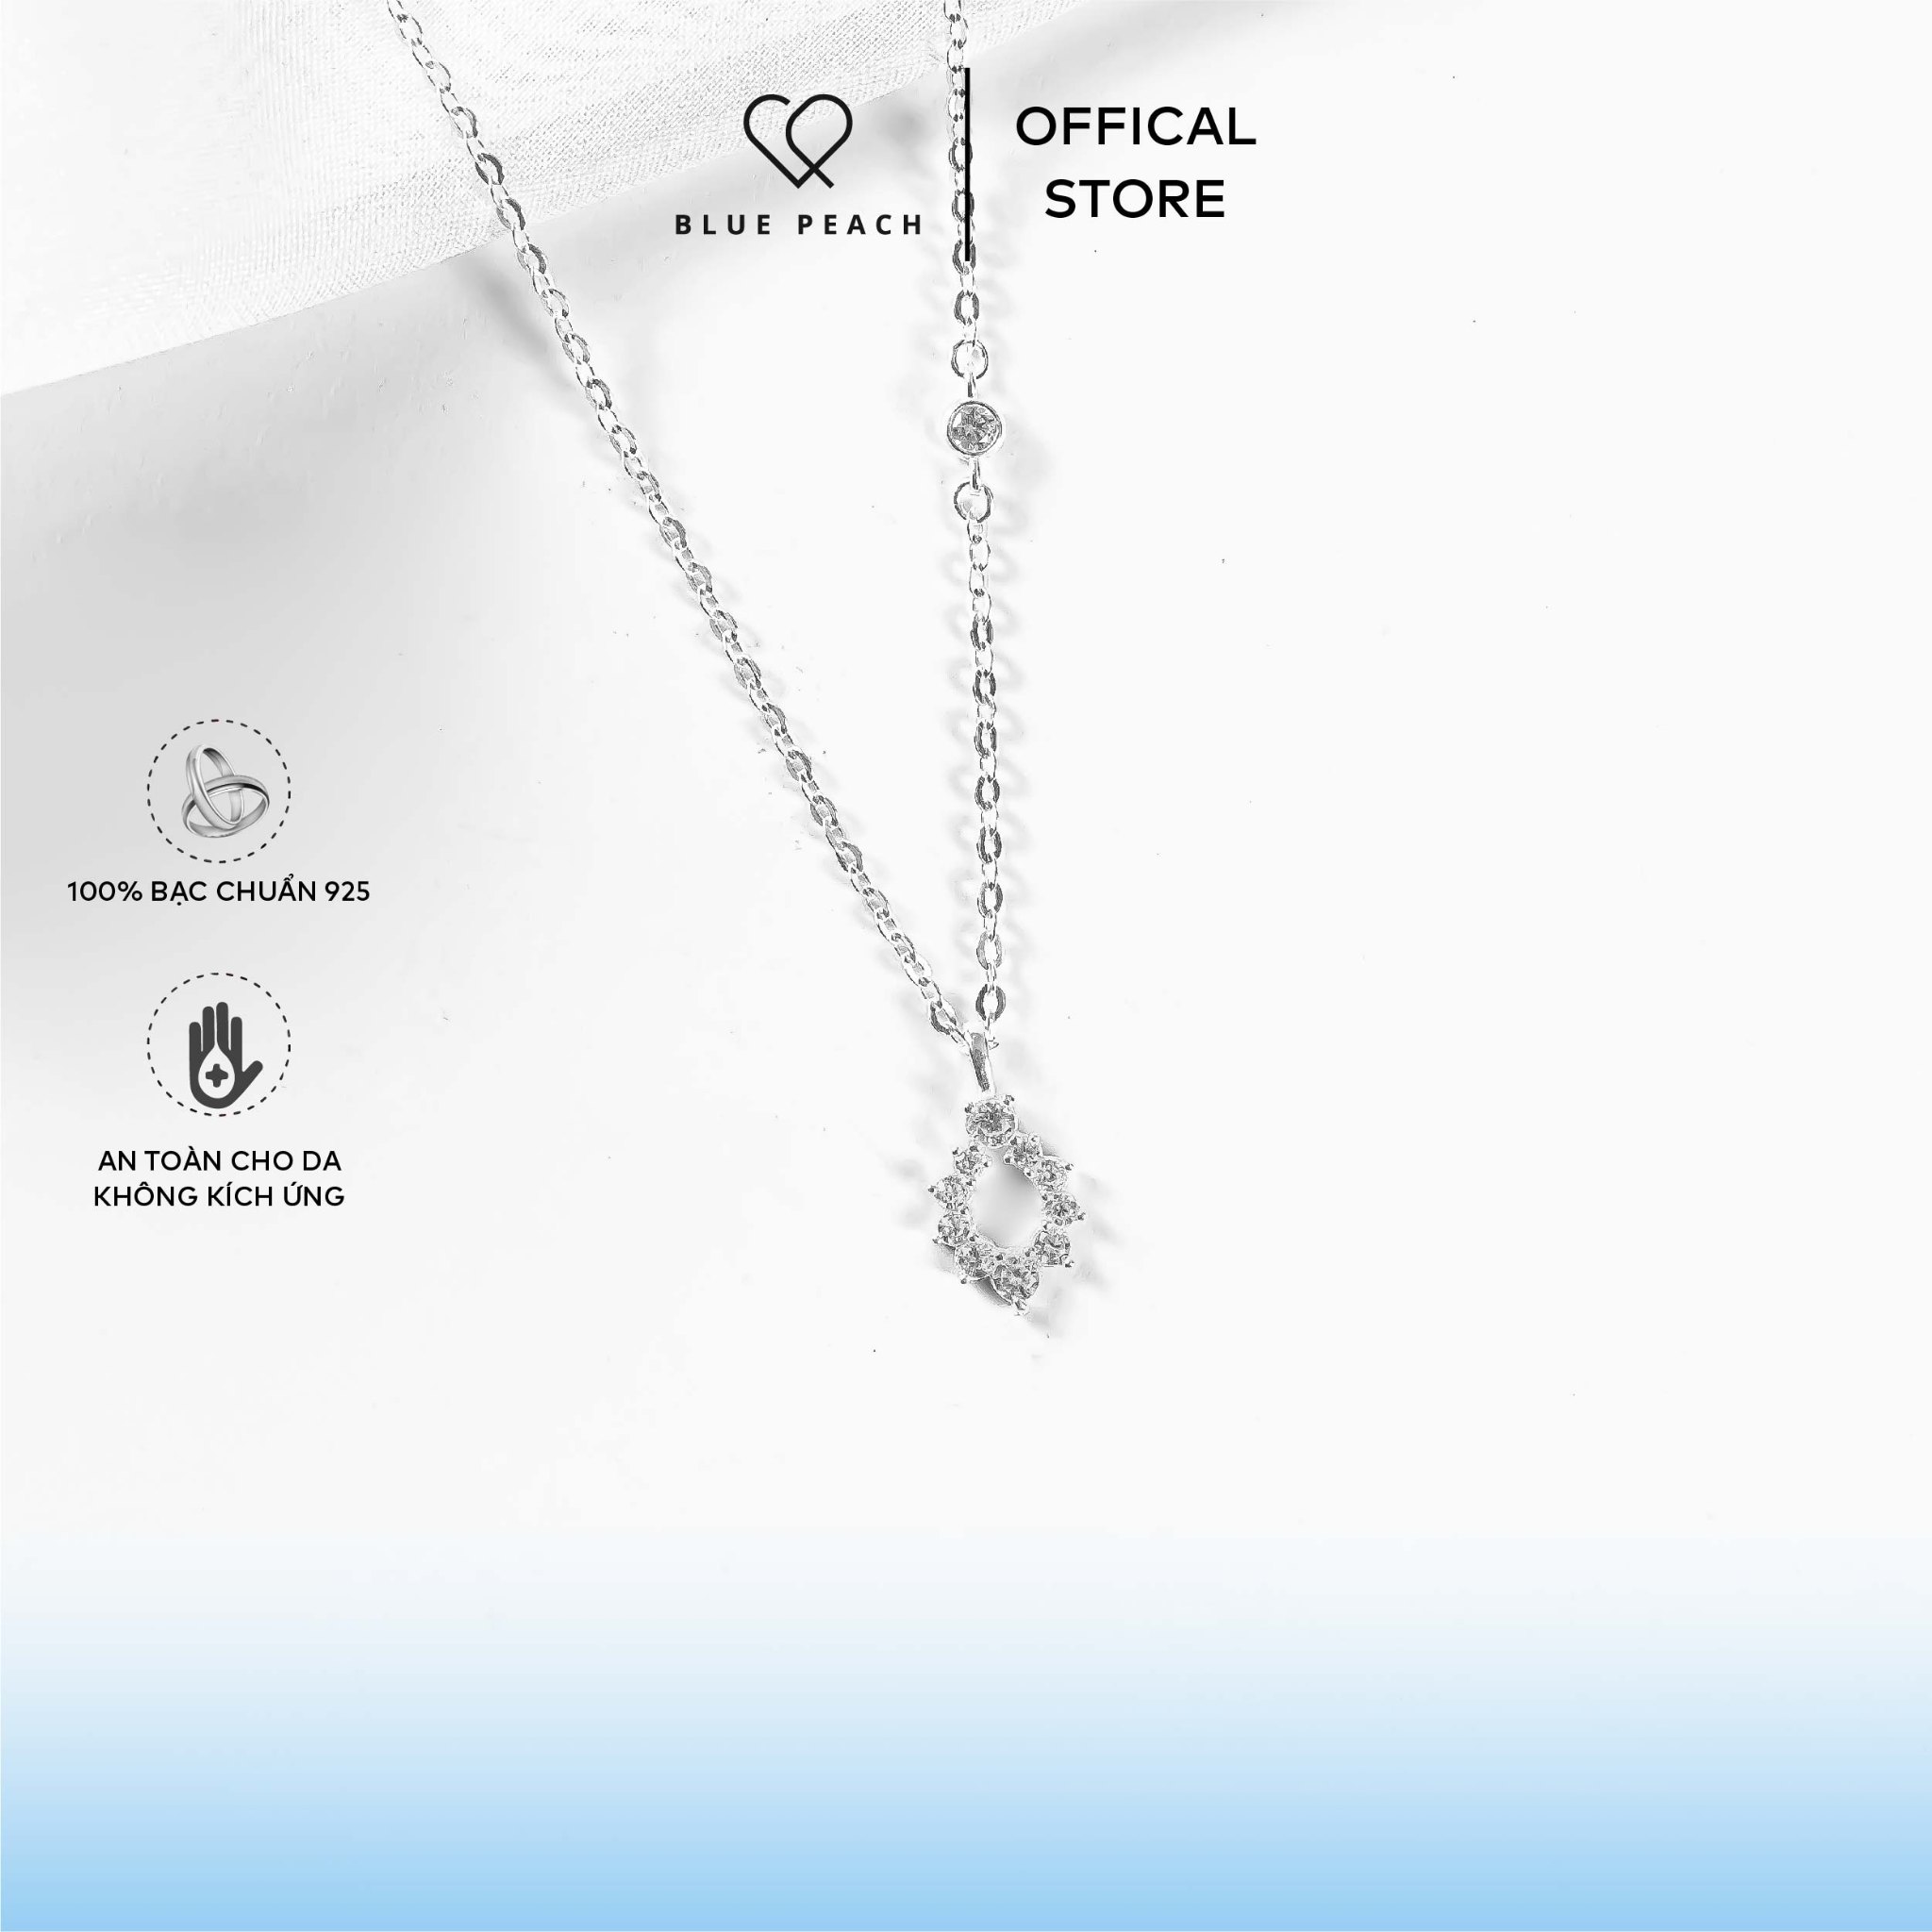 BLUE PEACH
OFFICAL
STORE
100% BẠC CHUẨN 925
AN TOÀN CHO DA
KHÔNG KÍCH ỨNG